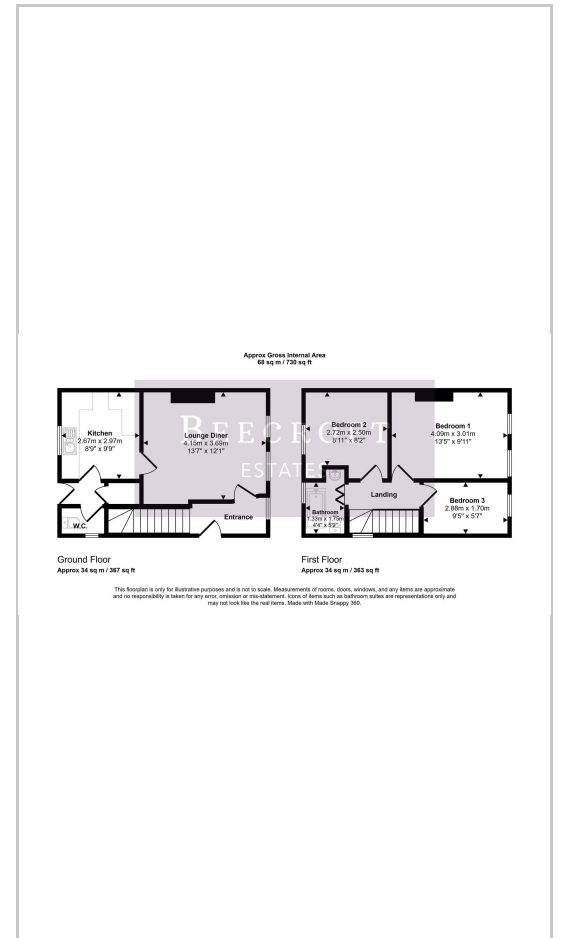 Approx Gross Internal Area
68 sq m / 730 sq ft
Kitchen
2.67m x 2.97m
8'9" x 9'9"
Lounge Diner
4.15m x 3.69m
13'7" x 12'1"
W.C.
Entrance
Ground Floor
Approx 34 sq m / 367 sq ft
BEECROFT
ESTATES
Bedroom 2
2.72m x 2.50m
8'11" x 8'2"
Bedroom 1
4.09m x 3.01m
13'5" x 9'11"
Landing
Bathroom
1.33m x 1.75m
4'4" x 5'9"
Bedroom 3
2.88m x 1.70m
9'5" x 5'7"
First Floor
Approx 34 sq m / 363 sq ft
This floorplan is only for illustrative purposes and is not to scale. Measurements of rooms, doors, windows, and any items are approximate
and no responsibility is taken for any error, omission or mis-statement. Icons of items such as bathroom suites are representations only and
may not look like the real items. Made with Made Snappy 360.